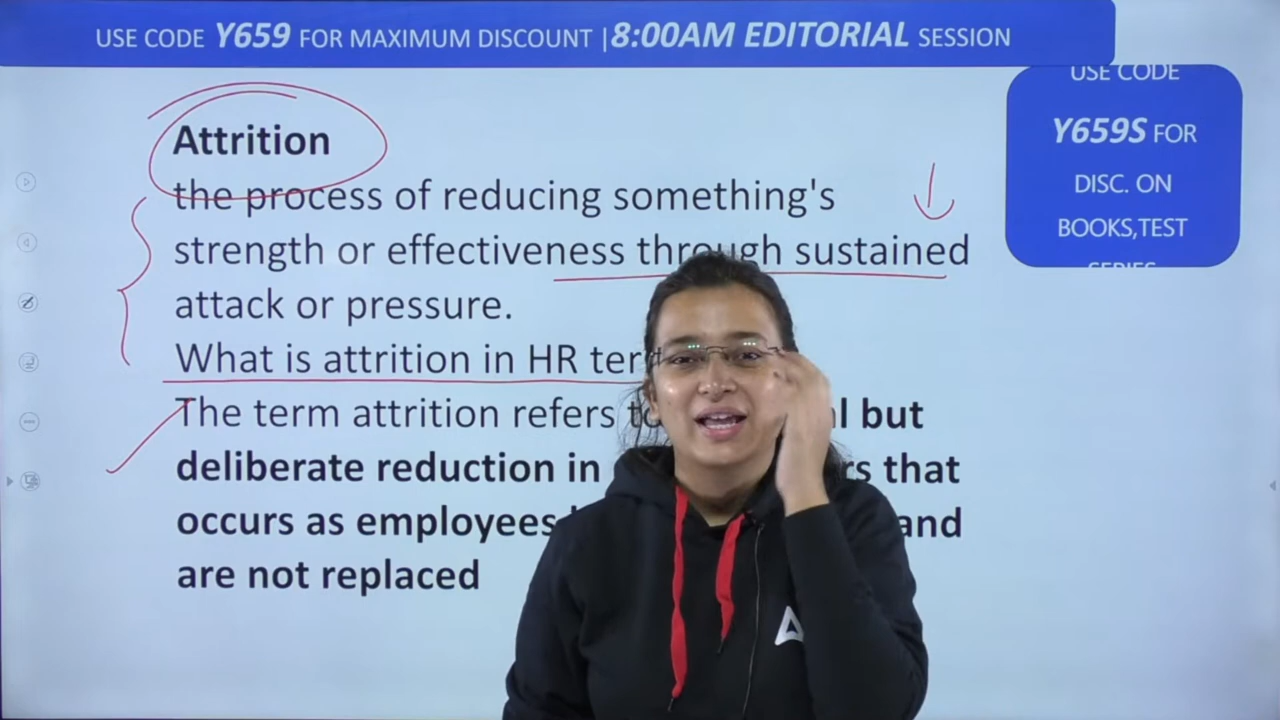 USE CODE Y659 FOR MAXIMUM DISCOUNT | 8:00AM EDITORIAL SESSION
USE CODE
Y659S FOR
DISC. ON
BOOKS,TEST
SERIES
Attrition
the process of reducing something's
strength or effectiveness through sustained
attack or pressure.
What is attrition in HR
The term attrition refers
but
deliberate reduction in that
occurs as employees and
are not replaced